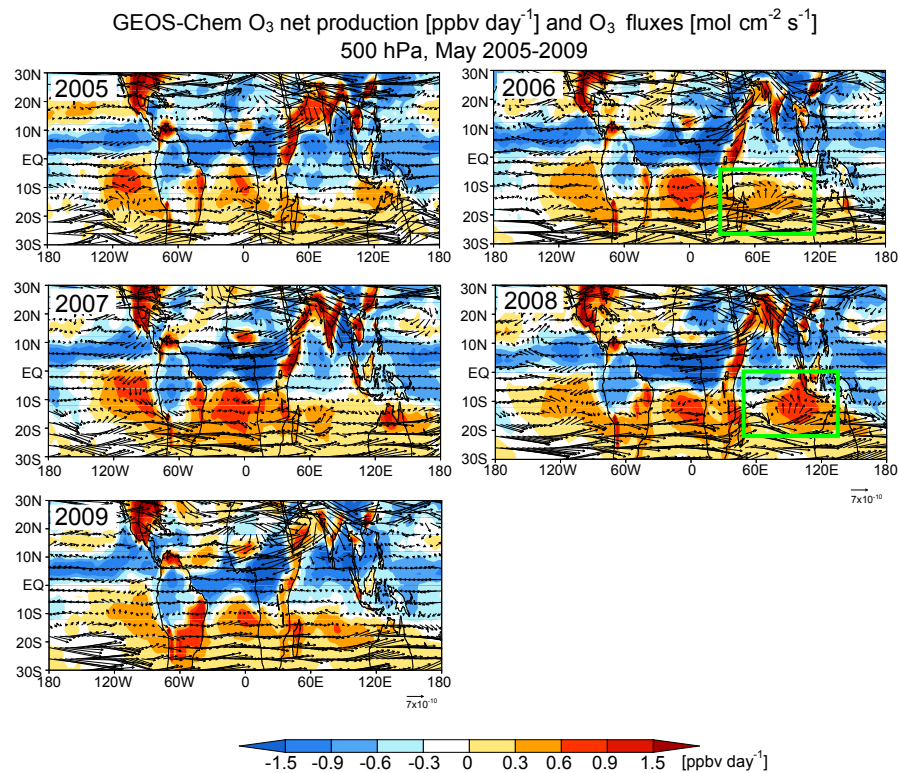 GEOS-Chem O₃ net production [ppbv day⁻¹] and O₃ fluxes [mol cm⁻² s⁻¹]
500 hPa, May 2005-2009
30N 2005
20N
10N
EQ
10S
20S
30S
180 120W 60W 0 60E 120E 180
30N 2006
20N
10N
EQ
10S
20S
30S
180 120W 60W 0 60E 120E 180
30N 2007
20N
10N
EQ
10S
20S
30S
180 120W 60W 0 60E 120E 180
30N 2008
20N
10N
EQ
10S
20S
30S
180 120W 60W 0 60E 120E 180
7x10⁻¹⁰
30N 2009
20N
10N
EQ
10S
20S
30S
180 120W 60W 0 60E 120E 180
7x10⁻¹⁰
-1.5 -0.9 -0.6 -0.3 0 0.3 0.6 0.9 1.5 [ppbv day⁻¹]